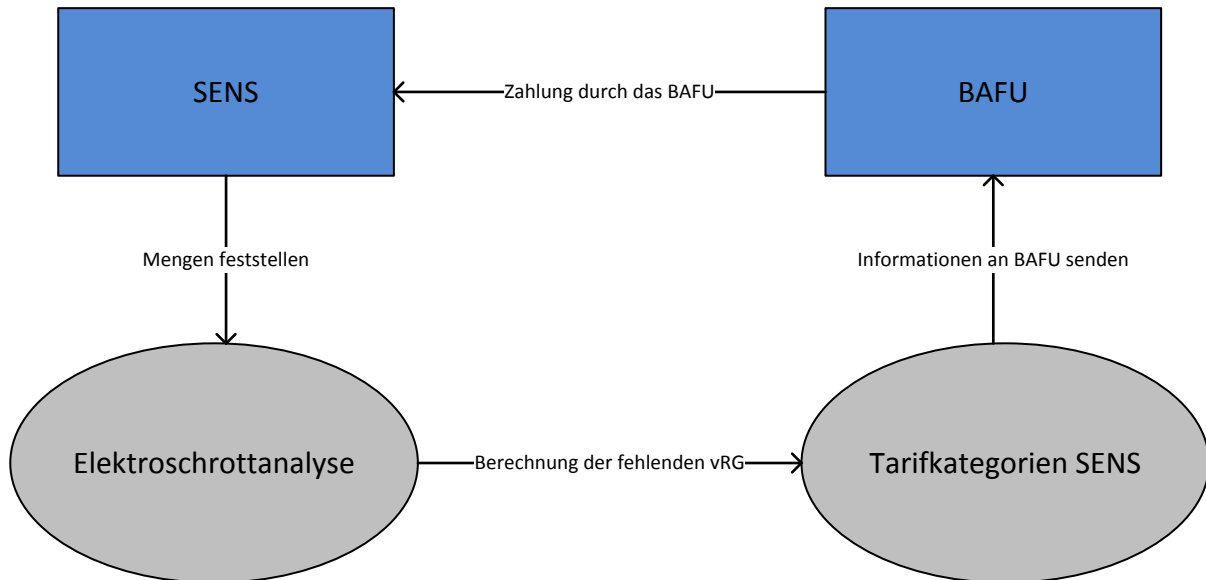 SENS
Zahlung durch das BAFU
BAFU
Mengen feststellen
Informationen an BAFU senden
Elektroschrottanalyse
Berechnung der fehlenden vRG
Tarifkategorien SENS